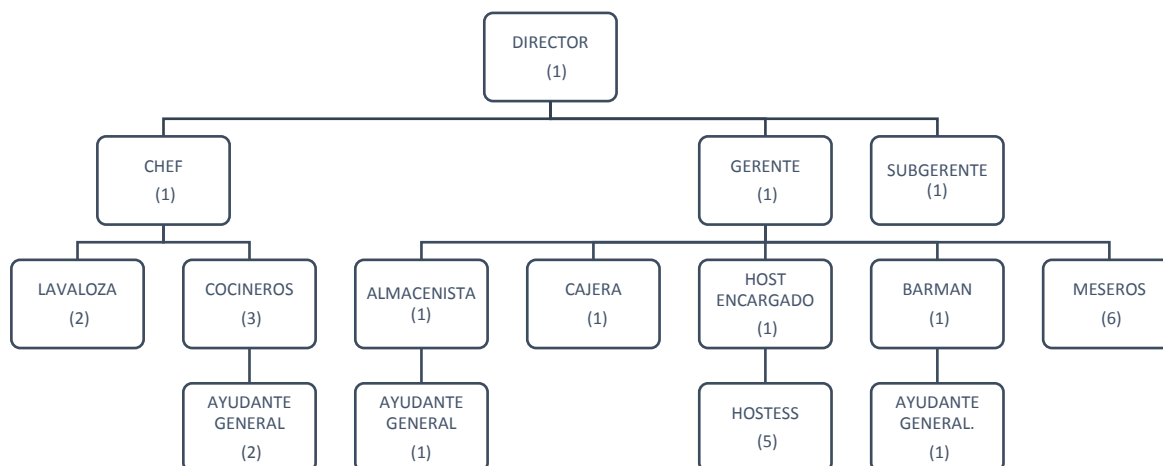 DIRECTOR
(1)
CHEF
(1)
GERENTE
(1)
SUBGERENTE
(1)
LAVALOZA
(2)
COCINEROS
(3)
ALMACENISTA
(1)
CAJERA
(1)
HOST
ENCARGADO
(1)
BARMAN
(1)
MESEROS
(6)
AYUDANTE
GENERAL
(2)
AYUDANTE
GENERAL
(1)
HOSTESS
(5)
AYUDANTE
GENERAL.
(1)